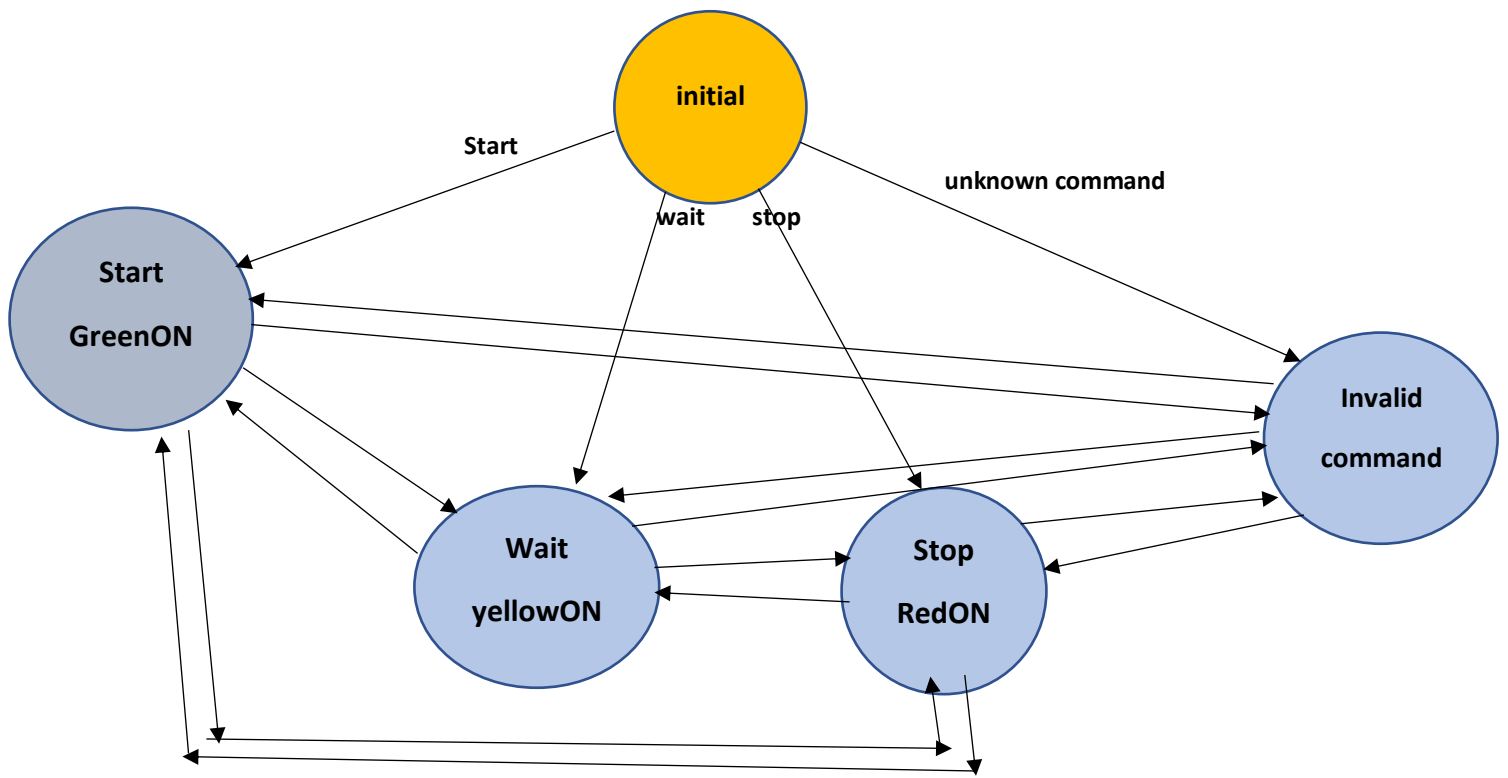 initial
Start
unknown command
wait
stop
Start
GreenON
Invalid
command
Wait
yellowON
Stop
RedON